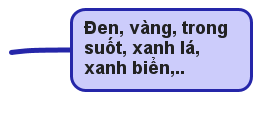 Đen, vàng, trong
suốt, xanh lá,
xanh biển,..